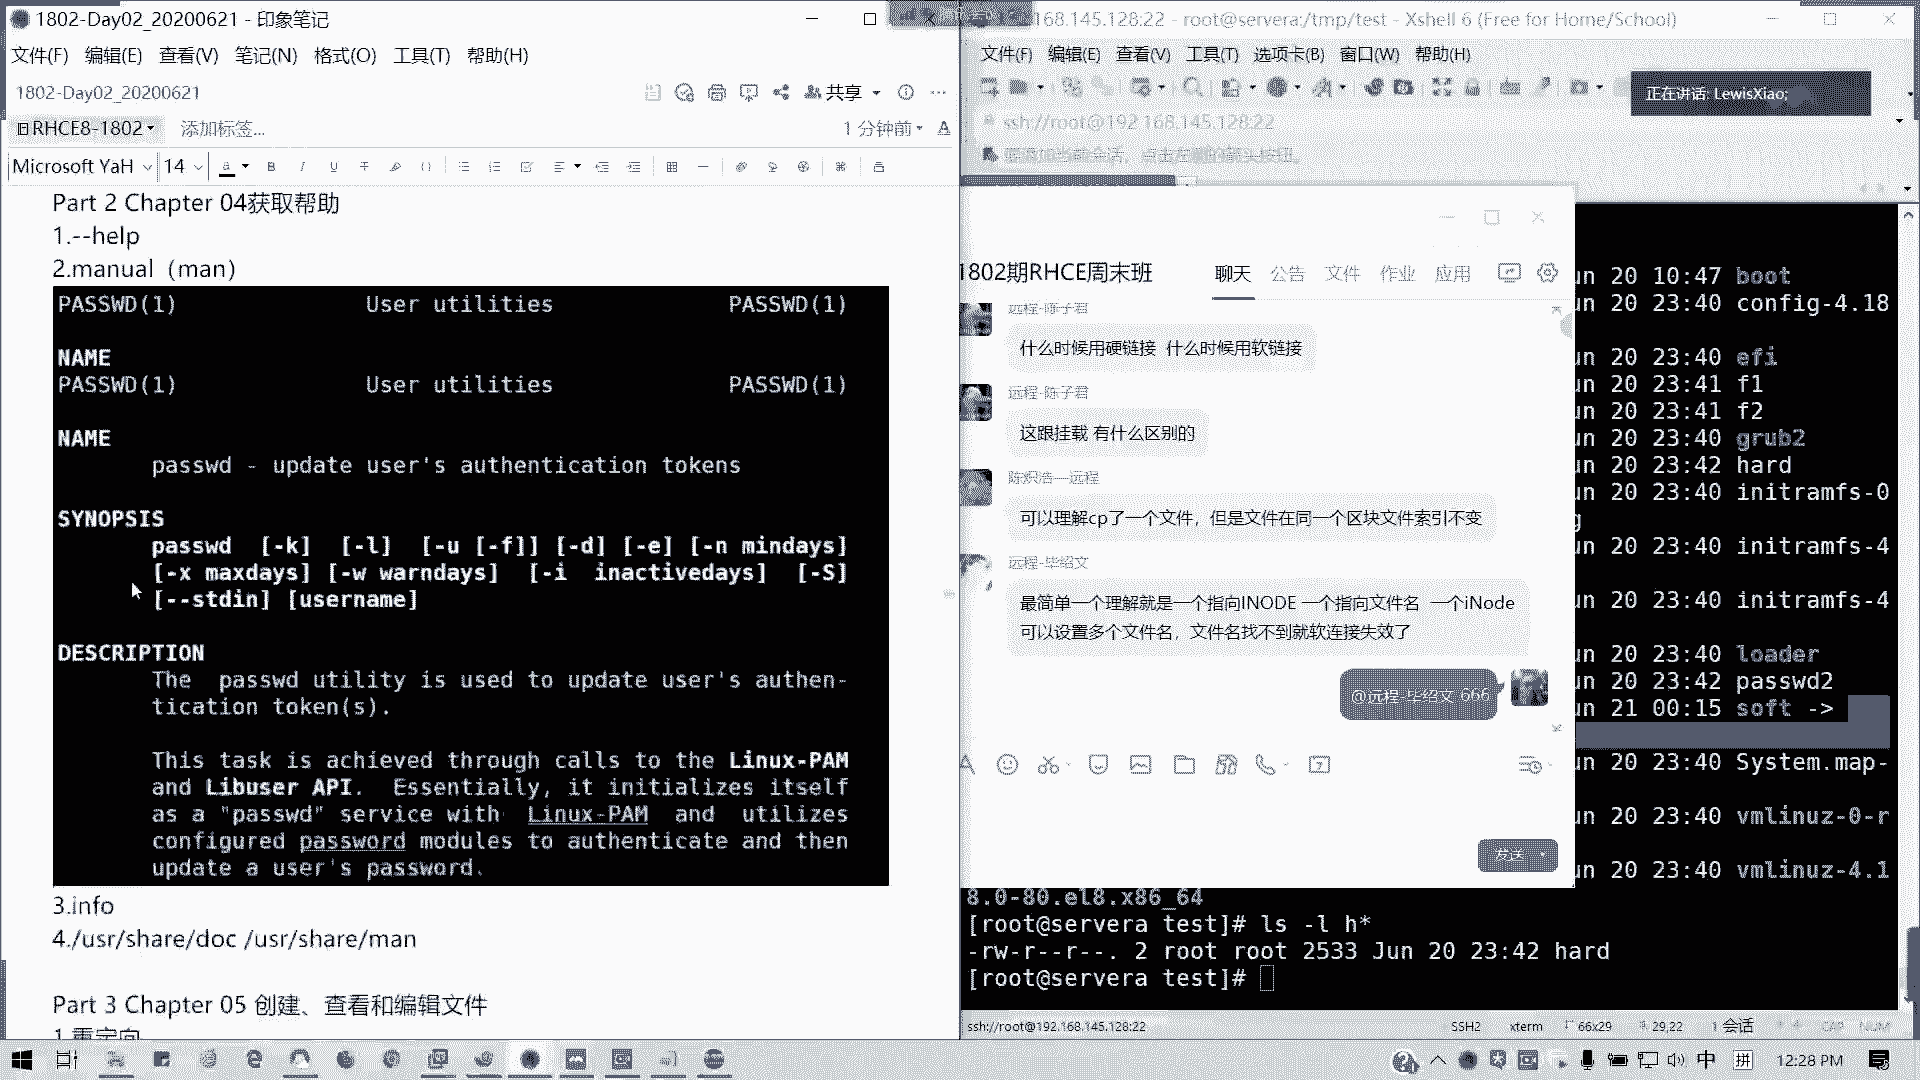 1802-Day02_20200621 - 印象笔记
文件(F) 编辑(E) 查看(V) 笔记(N) 格式(O) 工具(T) 帮助(H)
1802-Day02_20200621
共享
RHCE8-1802 添加标签...
1 分钟前
Microsoft YaH 14
Part 2 Chapter 04获取帮助
1.--help
2.manual（man）
PASSWD(1) User utilities PASSWD(1)
NAME
PASSWD(1) User utilities PASSWD(1)
NAME
passwd - update user's authentication tokens
SYNOPSIS
passwd [-k] [-l] [-u [-f]] [-d] [-e] [-n mindays]
[-x maxdays] [-w warndays] [-i inactivedays] [-S]
[--stdin] [username]
DESCRIPTION
The passwd utility is used to update user's authen-
tication token(s).
This task is achieved through calls to the Linux-PAM
and Libuser API. Essentially, it initializes itself
as a "passwd" service with Linux-PAM and utilizes
configured password modules to authenticate and then
update a user's password.
3.info
4./usr/share/doc /usr/share/man
Part 3 Chapter 05 创建、查看和编辑文件
1.重定向
168.145.128:22 - root@servera:/tmp/test - Xshell 6 (Free for Home/School)
文件(F) 编辑(E) 查看(V) 工具(T) 选项卡(B) 窗口(W) 帮助(H)
正在讲话: LewisXiao;
ssh://root@192.168.145.128:22
1802期RHCE周末班
聊天 公告 文件 作业 应用
远程-陈子君
什么时候用硬链接 什么时候用软链接
远程-陈子君
这跟挂载 有什么区别的
可以理解cp了一个文件，但是文件在同一个区块文件索引不变
远程-毕绍文
最简单一个理解就是一个指向INODE 一个指向文件名 一个iNode
可以设置多个文件名，文件名找不到就软连接失效了
@远程-毕绍文 666
发送
un 20 10:47 boot
un 20 23:40 config-4.18
un 20 23:40 efi
un 20 23:41 f1
un 20 23:41 f2
un 20 23:40 grub2
un 20 23:42 hard
un 20 23:40 initramfs-0
g
un 20 23:40 initramfs-4
un 20 23:40 initramfs-4
un 20 23:40 loader
un 20 23:42 passwd2
un 21 00:15 soft ->
un 20 23:40 System.map-
un 20 23:40 vmlinuz-0-r
un 20 23:40 vmlinuz-4.1
8.0-80.el8.x86_64
[root@servera test]# ls -l h*
-rw-r--r--. 2 root root 2533 Jun 20 23:42 hard
[root@servera test]#
ssh://root@192.168.145.128:22 SSH2 xterm 66x29 29,22 1 会话 CAP NUM
中 拼 12:28 PM